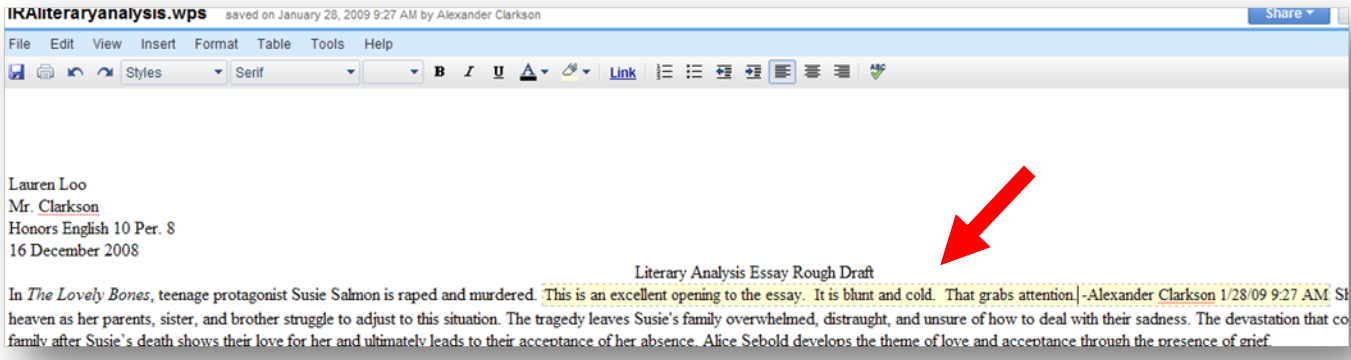 IRAliteraryanalysis.wps saved on January 28, 2009 9:27 AM by Alexander Clarkson Share
File Edit View Insert Format Table Tools Help
Styles Serif B I U A Link ABC
Lauren Loo
Mr. Clarkson
Honors English 10 Per. 8
16 December 2008
Literary Analysis Essay Rough Draft
In The Lovely Bones, teenage protagonist Susie Salmon is raped and murdered. This is an excellent opening to the essay. It is blunt and cold. That grabs attention. -Alexander Clarkson 1/28/09 9:27 AM
heaven as her parents, sister, and brother struggle to adjust to this situation. The tragedy leaves Susie's family overwhelmed, distraught, and unsure of how to deal with their sadness. The devastation that
family after Susie's death shows their love for her and ultimately leads to their acceptance of her absence. Alice Sebold develops the theme of love and acceptance through the presence of grief.